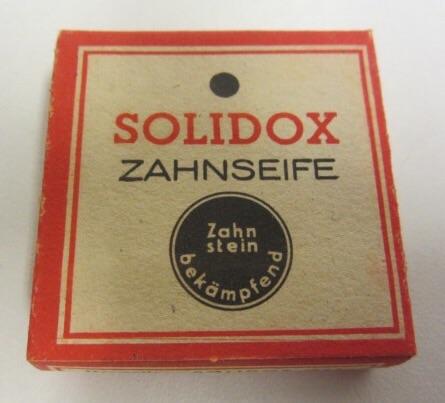 SOLIDOX
ZAHNSEIFE
Zahn
stein
bekämpfend